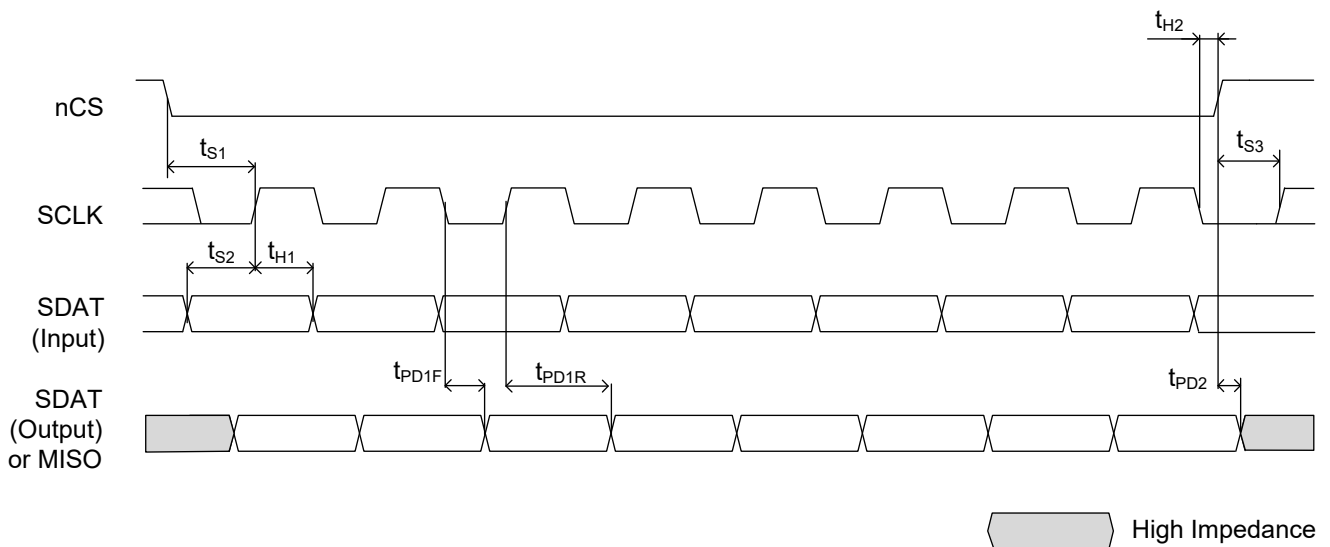 tH2
nCS
tS1
tS3
SCLK
tS2
tH1
SDAT
(Input)
tPD1F
tPD1R
tPD2
SDAT
(Output)
or MISO
High Impedance